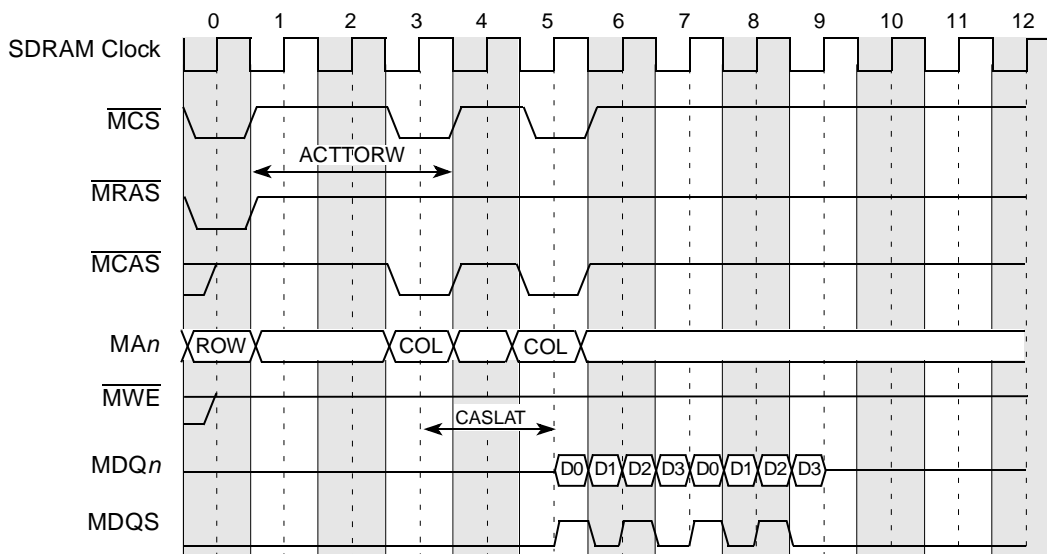 0 1 2 3 4 5 6 7 8 9 10 11 12
SDRAM Clock
MCS
ACTTORW
MRAS
MCAS
MAn ROW COL COL
MWE
CASLAT
MDQn D0 D1 D2 D3 D0 D1 D2 D3
MDQS